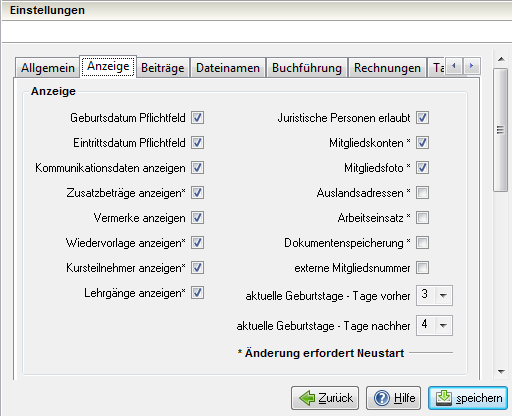 Einstellungen
Allgemein Anzeige Beiträge Dateinamen Buchführung Rechnungen
Anzeige
Geburtsdatum Pflichtfeld Juristische Personen erlaubt
Eintrittsdatum Pflichtfeld Mitgliedskonten *
Kommunikationsdaten anzeigen Mitgliedsfoto *
Zusatzbeträge anzeigen* Auslandsadressen *
Vermerke anzeigen Arbeitseinsatz *
Wiedervorlage anzeigen* Dokumentenspeicherung *
Kursteilnehmer anzeigen* externe Mitgliedsnummer
Lehrgänge anzeigen* aktuelle Geburtstage - Tage vorher 3
aktuelle Geburtstage - Tage nachher 4
* Änderung erfordert Neustart
Zurück Hilfe speichern